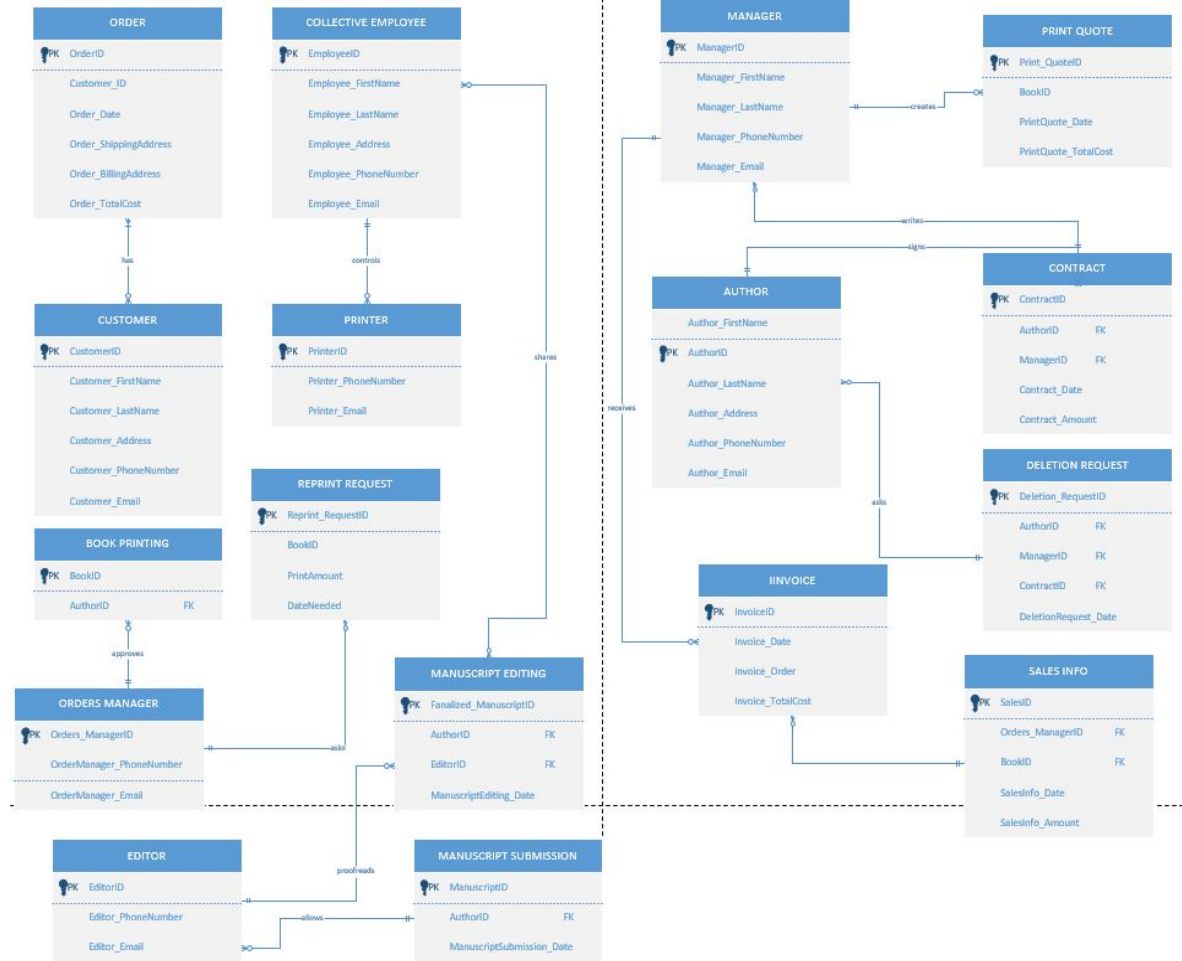 ORDER
PK OrderID
Customer_ID
Order_Date
Order_ShippingAddress
Order_BillingAddress
Order_TotalCost
has
CUSTOMER
PK CustomerID
Customer_FirstName
Customer_LastName
Customer_Address
Customer_PhoneNumber
Customer_Email
COLLECTIVE EMPLOYEE
PK EmployeeID
Employee_FirstName
Employee_LastName
Employee_Address
Employee_PhoneNumber
Employee_Email
controls
PRINTER
PK PrinterID
Printer_PhoneNumber
Printer_Email
shares
REPRINT REQUEST
PK Reprint_RequestID
BookID
PrintAmount
DateNeeded
BOOK PRINTING
PK BookID
AuthorID FK
approves
ORDERS MANAGER
PK Orders_ManagerID
OrderManager_PhoneNumber
OrderManager_Email
asks
MANUSCRIPT EDITING
PK Fanalized_ManuscriptID
AuthorID FK
EditorID FK
ManuscriptEditing_Date
proofreads
EDITOR
PK EditorID
Editor_PhoneNumber
Editor_Email
allows
MANUSCRIPT SUBMISSION
PK ManuscriptID
AuthorID FK
ManuscriptSubmission_Date
MANAGER
PK ManagerID
Manager_FirstName
Manager_LastName
Manager_PhoneNumber
Manager_Email
creates
PRINT QUOTE
PK Print_QuoteID
BookID
PrintQuote_Date
PrintQuote_TotalCost
writes
signs
AUTHOR
Author_FirstName
PK AuthorID
Author_LastName
Author_Address
Author_PhoneNumber
Author_Email
CONTRACT
PK ContractID
AuthorID FK
ManagerID FK
Contract_Date
Contract_Amount
receives
asks
DELETION REQUEST
PK Deletion_RequestID
AuthorID FK
ManagerID FK
ContractID FK
DeletionRequest_Date
IINVOICE
PK InvoiceID
Invoice_Date
Invoice_Order
Invoice_TotalCost
SALES INFO
PK SalesID
Orders_ManagerID FK
BookID FK
SalesInfo_Date
SalesInfo_Amount